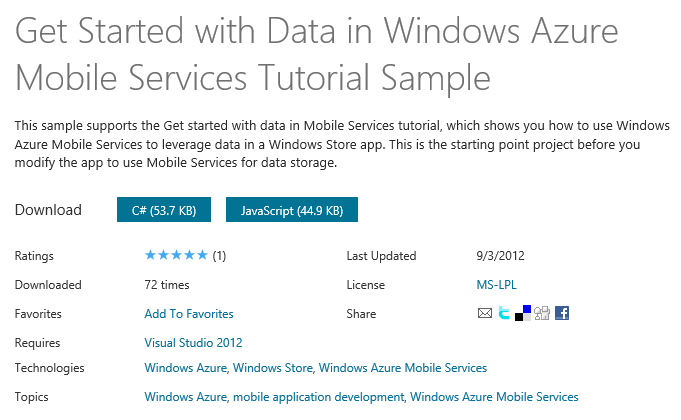 Get Started with Data in Windows Azure
Mobile Services Tutorial Sample
This sample supports the Get started with data in Mobile Services tutorial, which shows you how to use Windows
Azure Mobile Services to leverage data in a Windows Store app. This is the starting point project before you
modify the app to use Mobile Services for data storage.
Download C# (53.7 KB) JavaScript (44.9 KB)
Ratings (1) Last Updated 9/3/2012
Downloaded 72 times License MS-LPL
Favorites Add To Favorites Share
Requires Visual Studio 2012
Technologies Windows Azure, Windows Store, Windows Azure Mobile Services
Topics Windows Azure, mobile application development, Windows Azure Mobile Services